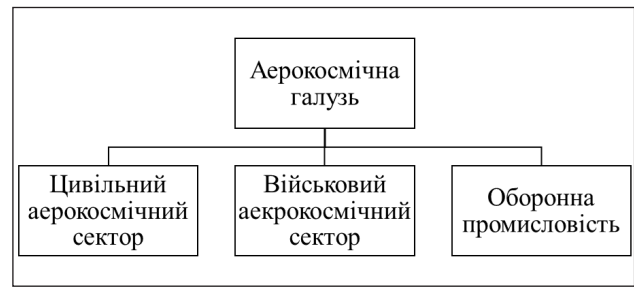 Аерокосмічна
галузь
Цивільний
аерокосмічний
сектор
Військовий
аекрокосмічний
сектор
Оборонна
промисловість